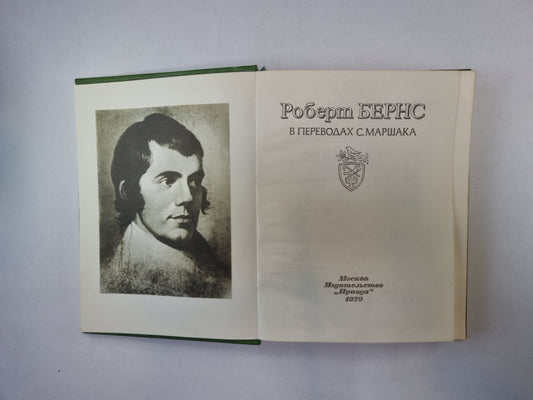 Роберт БЕРНС
В ПЕРЕВОДАХ С. МАРШАКА
Москва
Издательство
„Правда“
1979